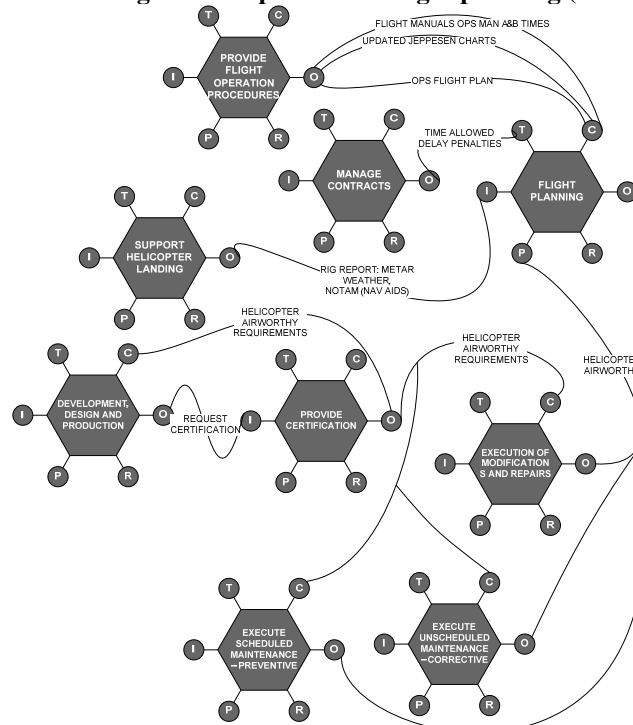 T
C
FLIGHT MANUALS OPS MAN A&B TIMES
UPDATED JEPPESEN CHARTS
PROVIDE
FLIGHT
OPERATION
PROCEDURES
I
O
OPS FLIGHT PLAN
P
R
T
C
TIME ALLOWED
DELAY PENALTIES
T
C
MANAGE
CONTRACTS
I
O
P
R
FLIGHT
PLANNING
I
O
P
R
T
C
SUPPORT
HELICOPTER
LANDING
I
O
P
R
RIG REPORT: METAR
WEATHER,
NOTAM (NAV AIDS)
HELICOPTER
AIRWORTHY
REQUIREMENTS
HELICOPTER
AIRWORTHY
REQUIREMENTS
T
C
DEVELOPMENT,
DESIGN AND
PRODUCTION
I
O
P
R
REQUEST
CERTIFICATION
T
C
PROVIDE
CERTIFICATION
I
O
P
R
T
C
EXECUTION OF
MODIFICATION
S AND REPAIRS
I
O
P
R
T
C
EXECUTE
SCHEDULED
MAINTENANCE
–PREVENTIVE
I
O
P
R
T
C
EXECUTE
UNSCHEDULED
MAINTENANCE
–CORRECTIVE
I
O
P
R